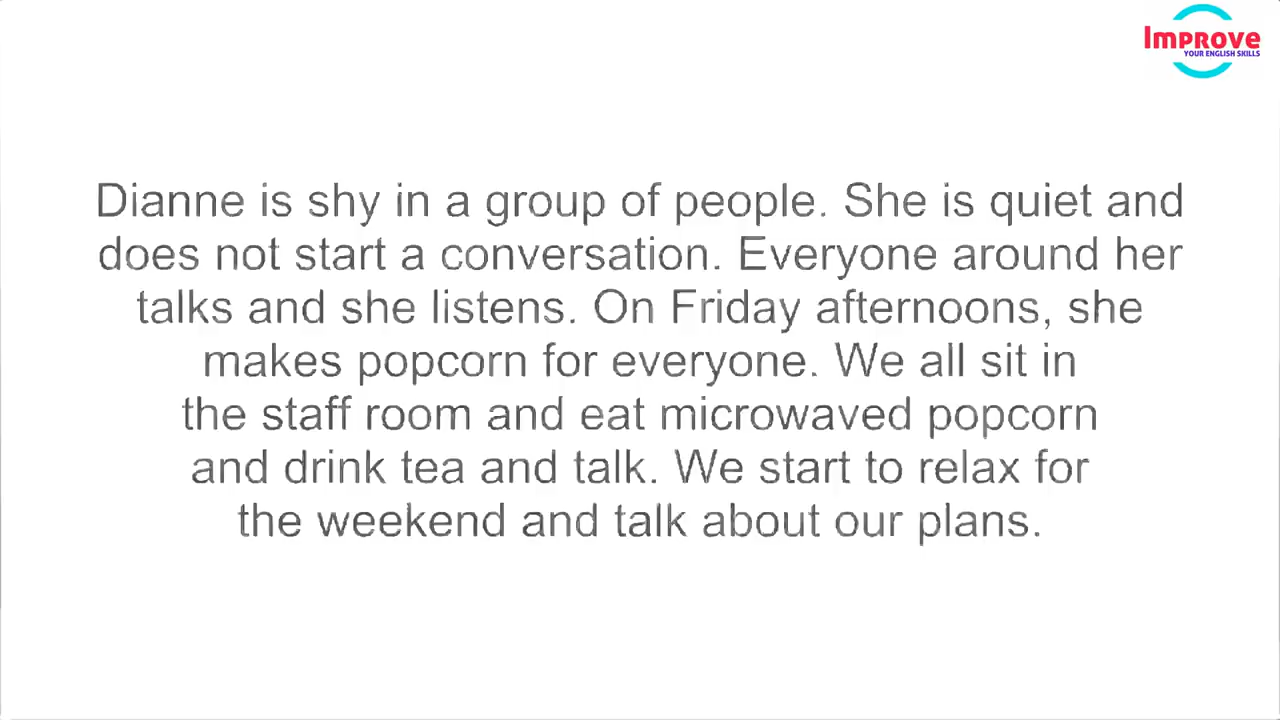 Improve
YOUR ENGLISH SKILLS
Dianne is shy in a group of people. She is quiet and
does not start a conversation. Everyone around her
talks and she listens. On Friday afternoons, she
makes popcorn for everyone. We all sit in
the staff room and eat microwaved popcorn
and drink tea and talk. We start to relax for
the weekend and talk about our plans.